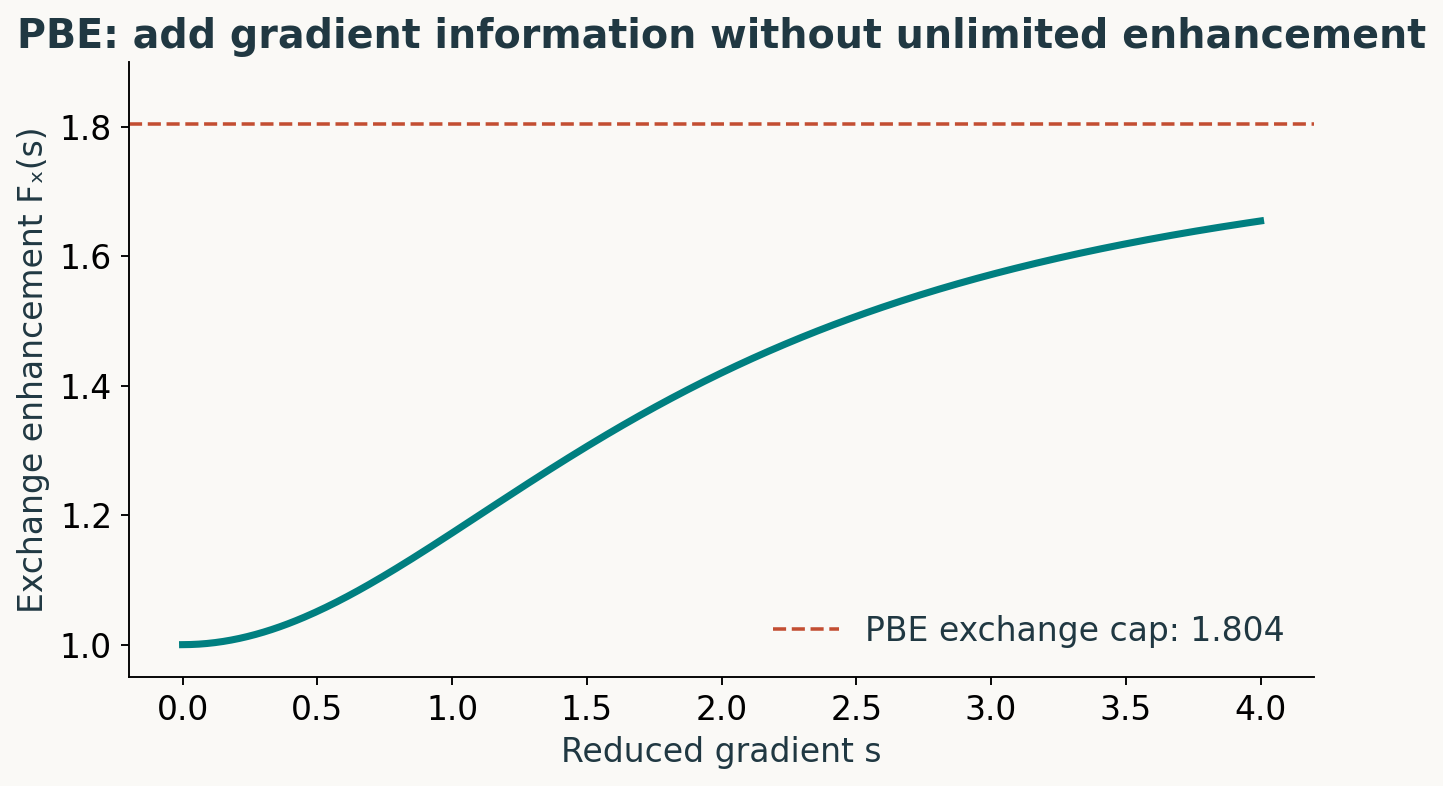 PBE: add gradient information without unlimited enhancement
Exchange enhancement Fₓ(s)
1.8
1.6
1.4
1.2
1.0
PBE exchange cap: 1.804
0.0 0.5 1.0 1.5 2.0 2.5 3.0 3.5 4.0
Reduced gradient s